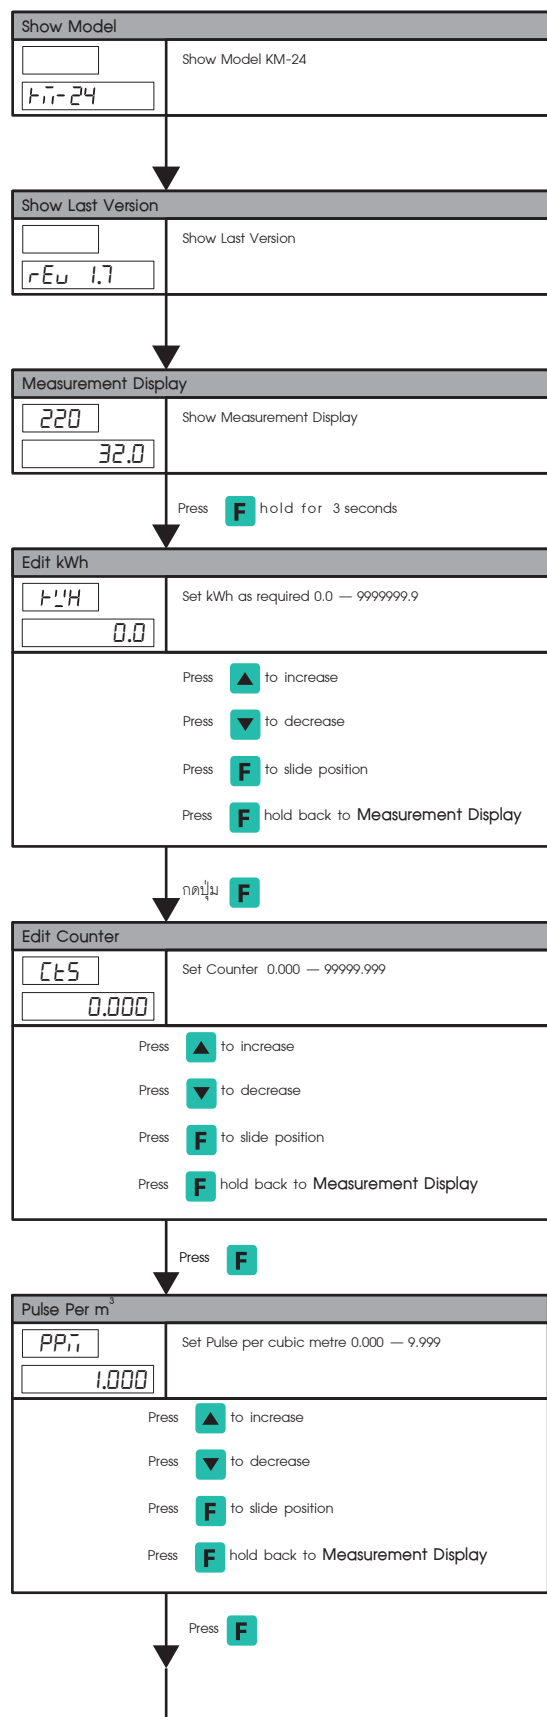 Show Model
Show Model KM-24
KM-24
Show Last Version
Show Last Version
rEv 1.7
Measurement Display
220
Show Measurement Display
32.0
Press F hold for 3 seconds
Edit kWh
KWH
Set kWh as required 0.0 — 9999999.9
0.0
Press ▲ to increase
Press ▼ to decrease
Press F to slide position
Press F hold back to Measurement Display
กดปุ่ม F
Edit Counter
CtS
Set Counter 0.000 — 99999.999
0.000
Press ▲ to increase
Press ▼ to decrease
Press F to slide position
Press F hold back to Measurement Display
Press F
Pulse Per m³
PPM
Set Pulse per cubic metre 0.000 — 9.999
1.000
Press ▲ to increase
Press ▼ to decrease
Press F to slide position
Press F hold back to Measurement Display
Press F